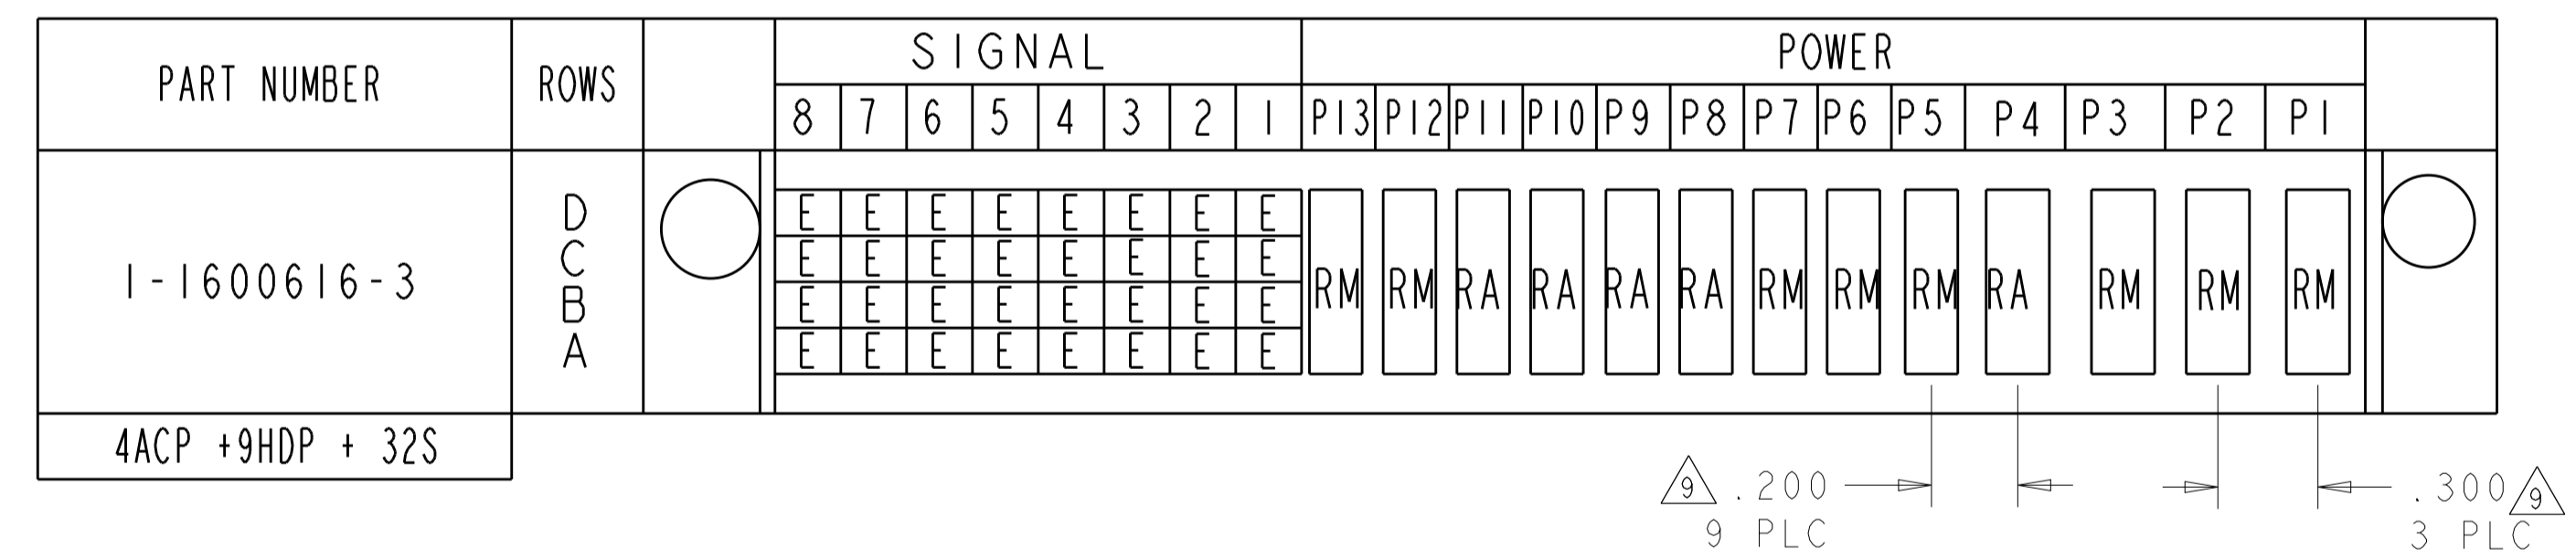 PART NUMBER ROWS SIGNAL POWER
8 7 6 5 4 3 2 1 P13 P12 P11 P10 P9 P8 P7 P6 P5 P4 P3 P2 P1
1-1600616-3
D E E E E E E E E
C E E E E E E E E
B E E E E E E E E
A E E E E E E E E
RM RM RA RA RA RA RM RM RM RA RM RM RM
4ACP +9HDP + 32S
9 .200 .300 9
9 PLC 3 PLC